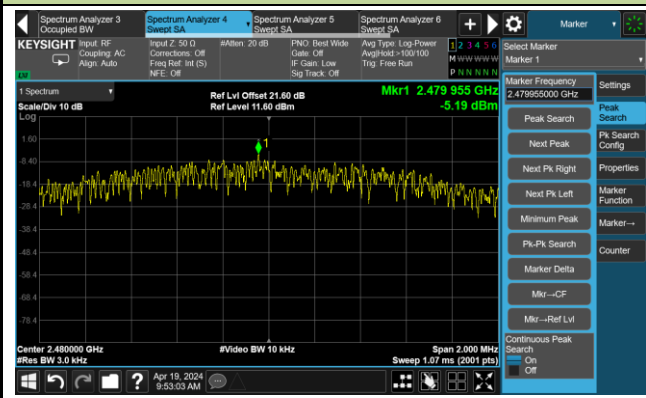 Spectrum Analyzer 3
Occupied BW
Spectrum Analyzer 4
Swept SA
Spectrum Analyzer 5
Swept SA
Spectrum Analyzer 6
Swept SA
Marker
KEYSIGHT
Input: RF
Coupling: AC
Align: Auto
Input Z: 50 Ω
Corrections: Off
Freq Ref: Int (S)
NFE: Off
#Atten: 20 dB
PNO: Best Wide
Gate: Off
IF Gain: Low
Sig Track: Off
Avg Type: Log-Power
Avg|Hold:>100/100
Trig: Free Run
1 2 3 4 5 6
M W W W W W
P N N N N N
Select Marker
Marker 1
1 Spectrum
Scale/Div 10 dB
Log
Ref Lvl Offset 21.60 dB
Ref Level 11.60 dBm
Mkr1 2.479 955 GHz
-5.19 dBm
1
1.60
-8.40
-18.4
-28.4
-38.4
-48.4
-58.4
-68.4
-78.4
Center 2.480000 GHz
#Res BW 3.0 kHz
#Video BW 10 kHz
Span 2.000 MHz
Sweep 1.07 ms (2001 pts)
Marker Frequency
2.479955000 GHz
Peak Search
Next Peak
Next Pk Right
Next Pk Left
Minimum Peak
Pk-Pk Search
Marker Delta
Mkr→CF
Mkr→Ref Lvl
Continuous Peak
Search
On
Off
Settings
Peak
Search
Pk Search
Config
Properties
Marker
Function
Marker→
Counter
?
Apr 19, 2024
9:53:03 AM